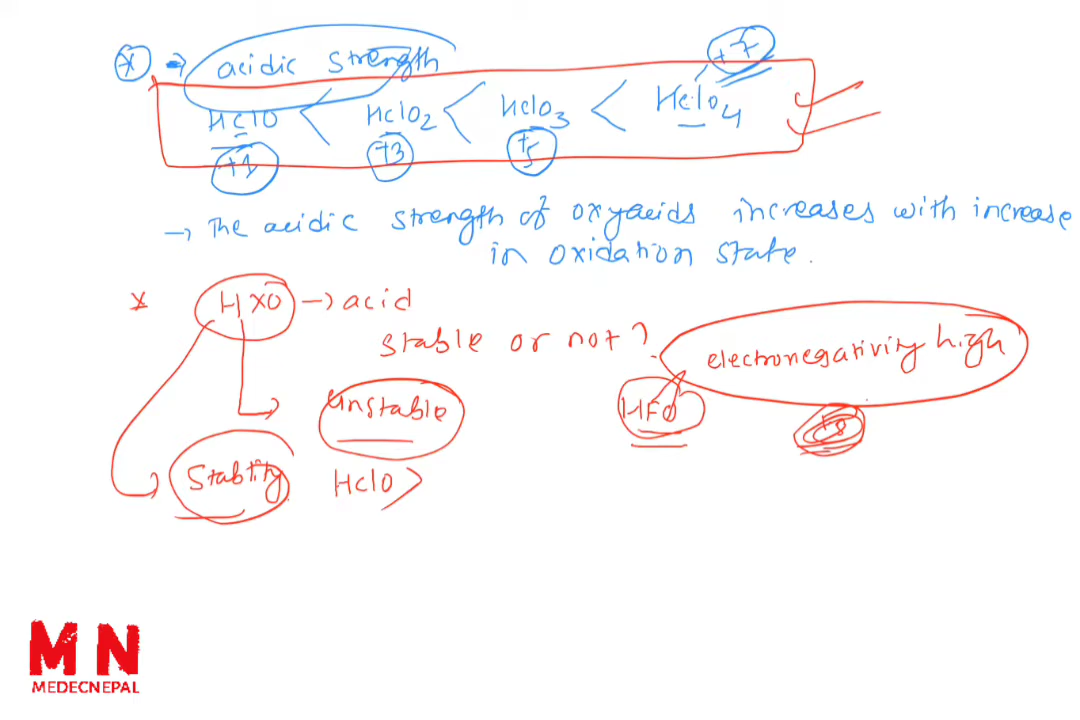 * → acidic strength
+7
HClO < HClO2 < HClO3 < HClO4
+1 +3 +5
→ The acidic strength of oxyacids increases with increase
in oxidation state.
* HXO → acid
stable or not?
electronegativity high
Unstable HFO
Stabtity HClO >
MN
MEDECNEPAL